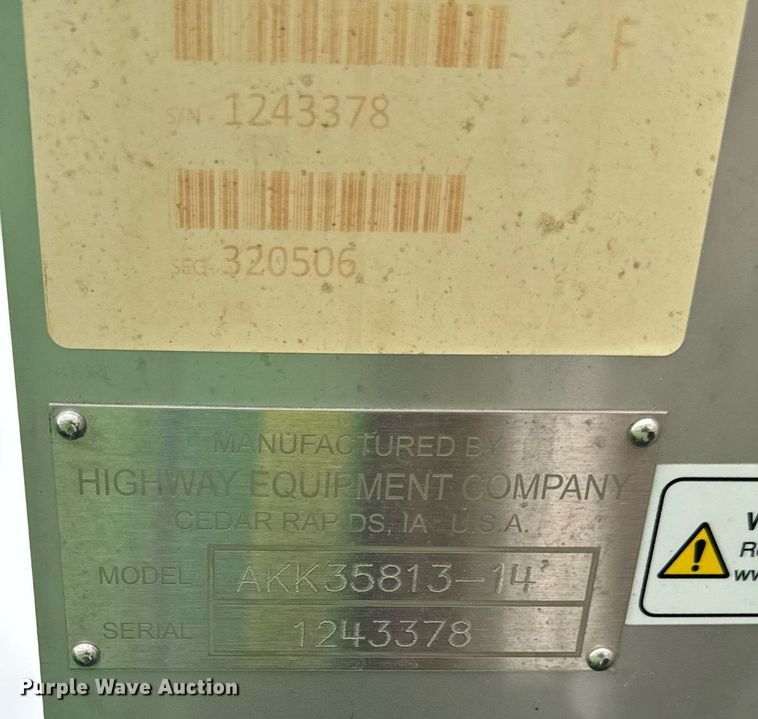 F
S/N 1243378
SEQ- 320506
MANUFACTURED BY
HIGHWAY EQUIPMENT COMPANY
CEDAR RAPIDS, IA U.S.A.
MODEL AKK35813-14'
SERIAL 1243378
Purple Wave Auction